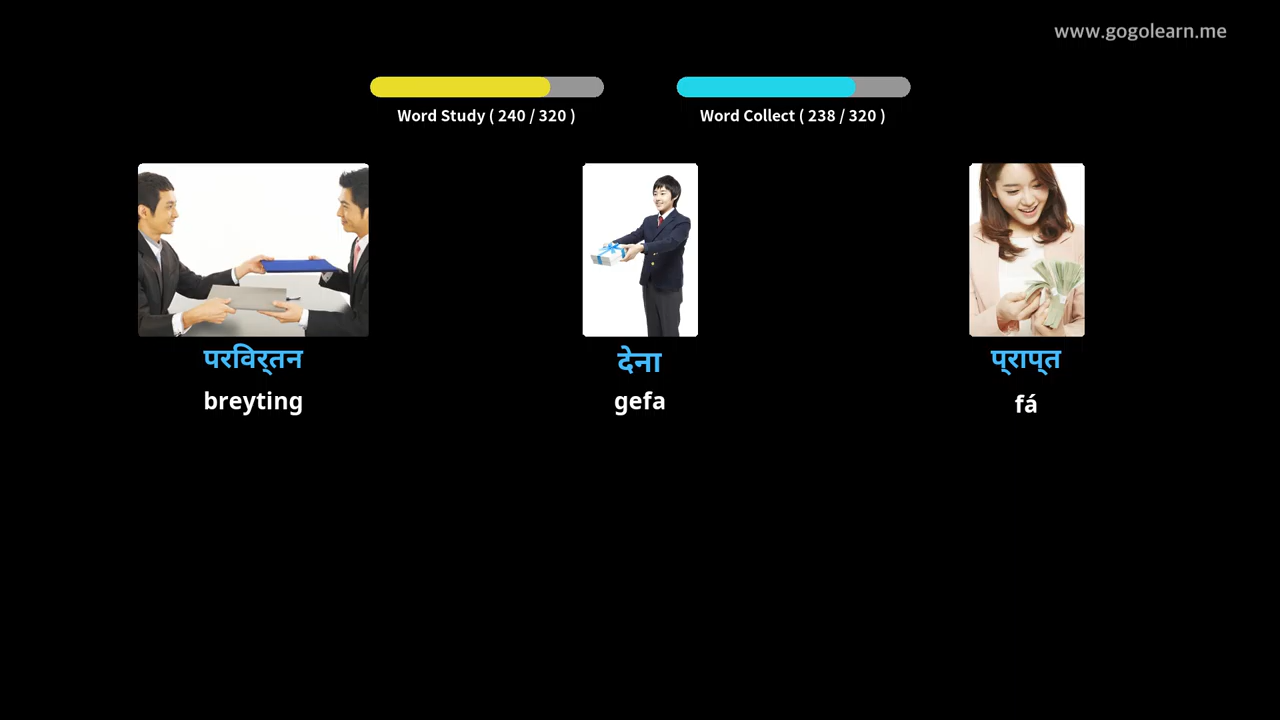 www.gogolearn.me
Word Study ( 240 / 320 )
Word Collect ( 238 / 320 )
परविर्तन
देना
प्राप्त
breyting
gefa
fá